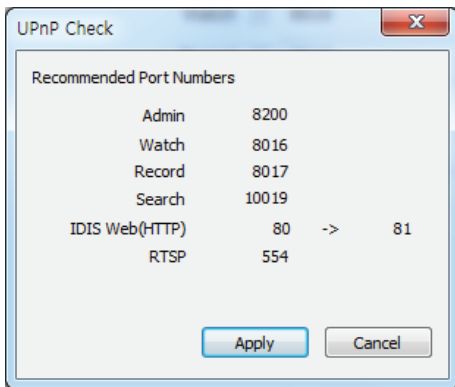 UPnP Check
Recommended Port Numbers
Admin 8200
Watch 8016
Record 8017
Search 10019
IDIS Web(HTTP) 80 -> 81
RTSP 554
Apply Cancel